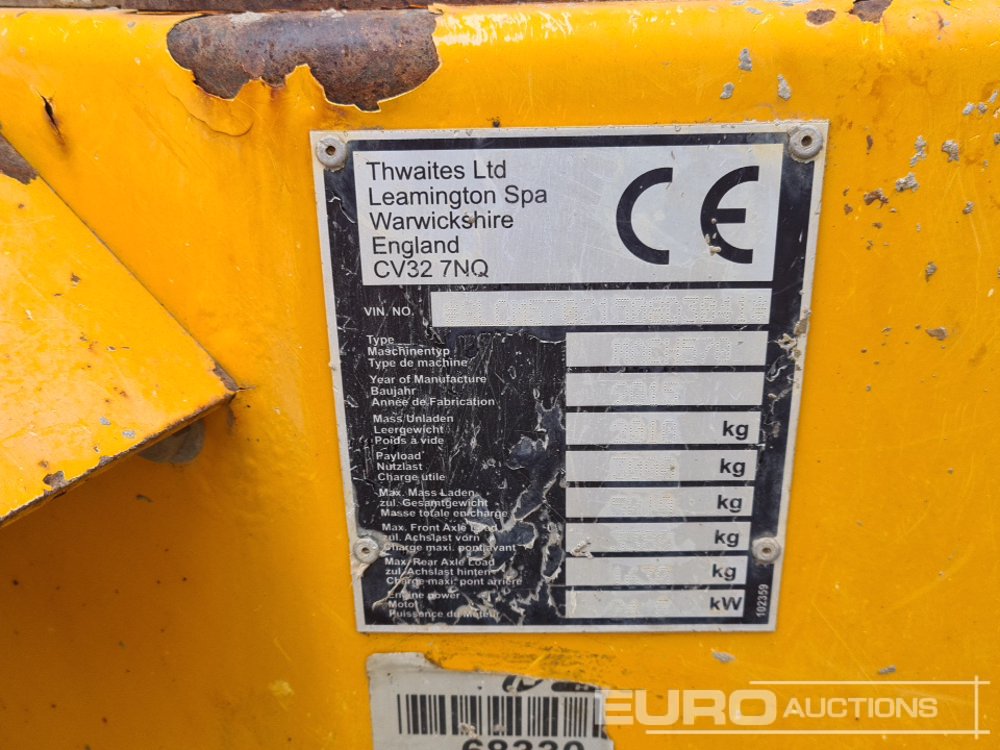 Thwaites Ltd
Leamington Spa
Warwickshire
England
CV32 7NQ
CE
VIN. NO.
Type
Maschinentyp
Type de machine
Year of Manufacture
Baujahr
Année de Fabrication
Mass Unladen
Leergewicht
Poids à vide
kg
Payload
Nutzlast
Charge utile
kg
Max. Mass Laden
zul. Gesamtgewicht
Masse totale en charge
kg
Max. Front Axle Load
zul. Achslast vorn
Charge maxi. pont avant
kg
Max. Rear Axle Load
zul. Achslast hinten
Charge maxi. pont arrière
kg
Engine power
Motor
Puissance du Moteur
kW
102359
EURO AUCTIONS